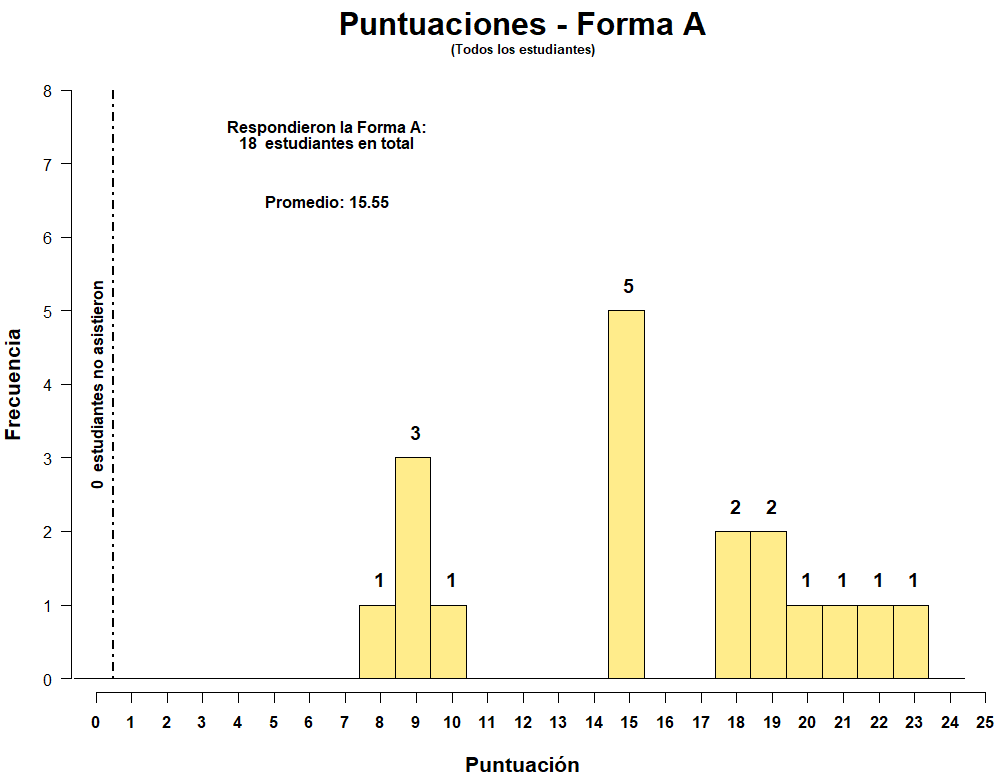 Puntuaciones - Forma A
(Todos los estudiantes)
Respondieron la Forma A:
18 estudiantes en total
Promedio: 15.55
0 estudiantes no asistieron
Frecuencia
8
7
6
5
4
3
2
1
0
1
3
1
5
2
2
1
1
1
1
0 1 2 3 4 5 6 7 8 9 10 11 12 13 14 15 16 17 18 19 20 21 22 23 24 25
Puntuación